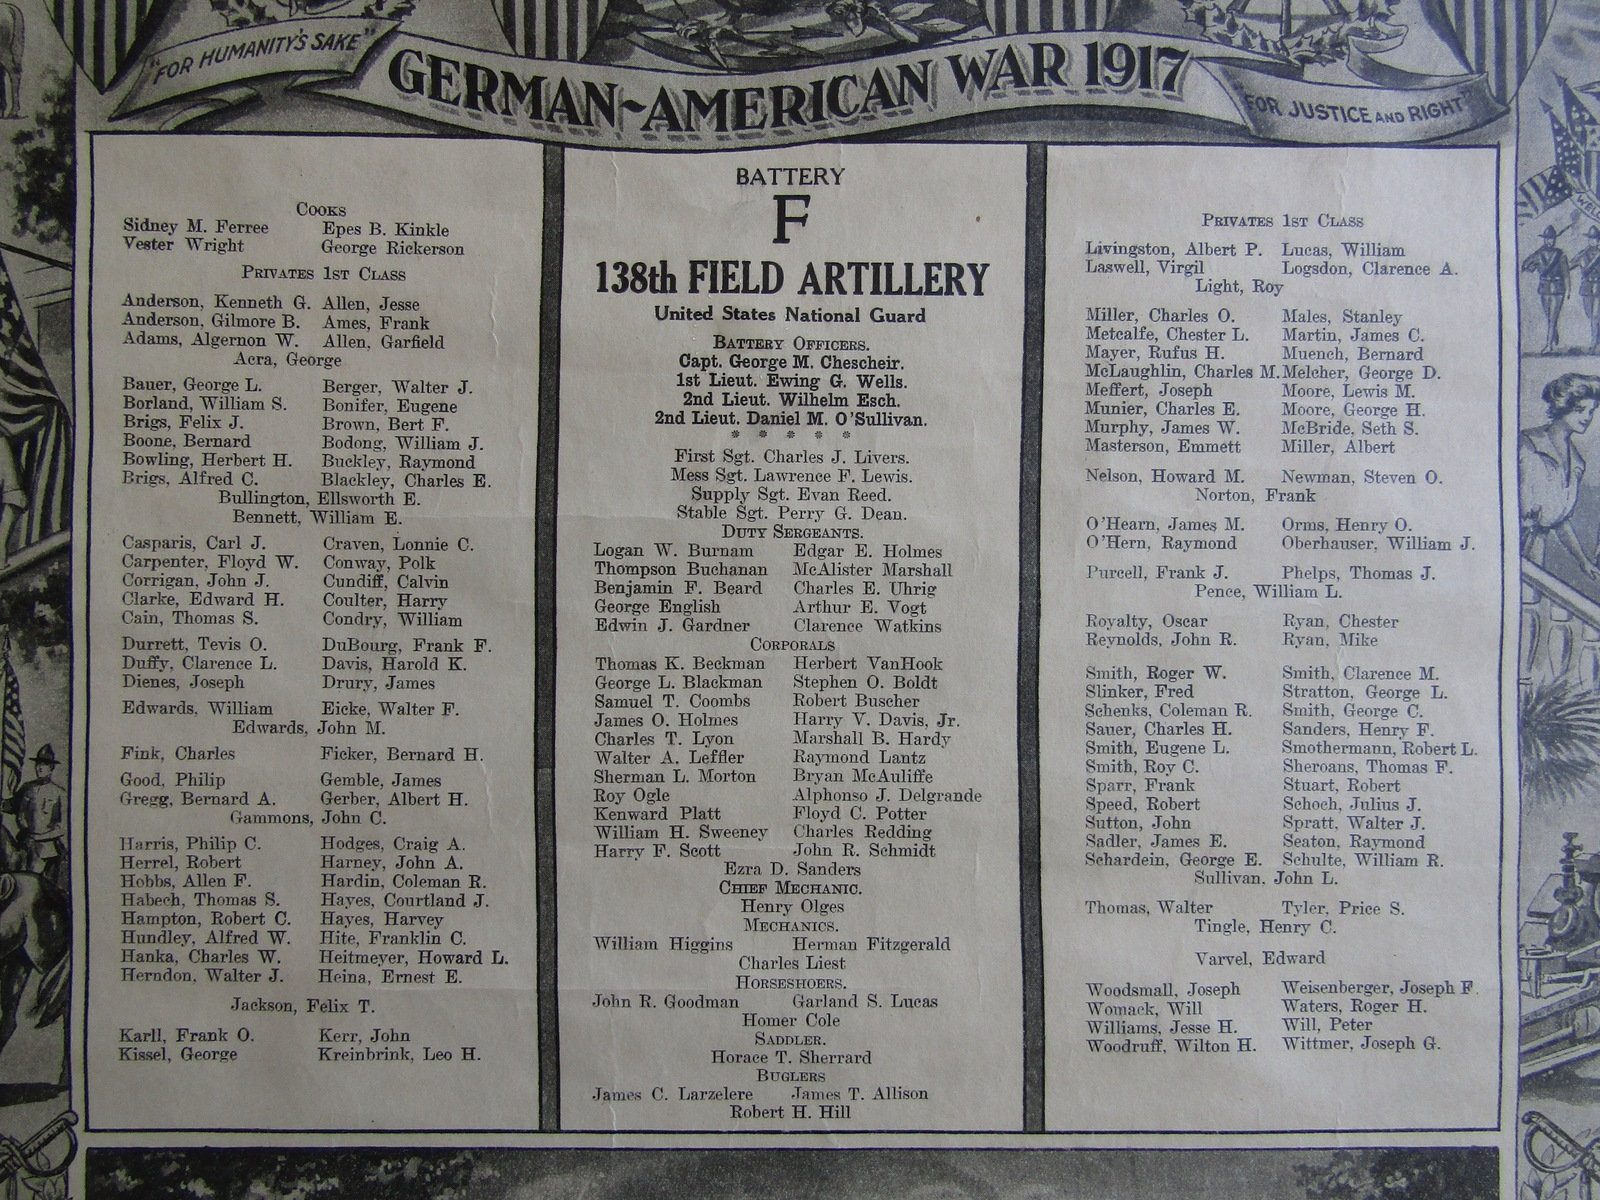 "FOR HUMANITY'S SAKE"
GERMAN-AMERICAN WAR 1917
"FOR JUSTICE AND RIGHT"
COOKS
Sidney M. Ferree Epes B. Kinkle
Vester Wright George Rickerson
PRIVATES 1ST CLASS
Anderson, Kenneth G. Allen, Jesse
Anderson, Gilmore B. Ames, Frank
Adams, Algernon W. Allen, Garfield
Acra, George
Bauer, George L. Berger, Walter J.
Borland, William S. Bonifer, Eugene
Brigs, Felix J. Brown, Bert F.
Boone, Bernard Bodong, William J.
Bowling, Herbert H. Buckley, Raymond
Brigs, Alfred C. Blackley, Charles E.
Bullington, Ellsworth E.
Bennett, William E.
Casparis, Carl J. Craven, Lonnie C.
Carpenter, Floyd W. Conway, Polk
Corrigan, John J. Cundiff, Calvin
Clarke, Edward H. Coulter, Harry
Cain, Thomas S. Condry, William
Durrett, Tevis O. DuBourg, Frank F.
Duffy, Clarence L. Davis, Harold K.
Dienes, Joseph Drury, James
Edwards, William Eicke, Walter F.
Edwards, John M.
Fink, Charles Ficker, Bernard H.
Good, Philip Gemble, James
Gregg, Bernard A. Gerber, Albert H.
Gammons, John C.
Harris, Philip C. Hodges, Craig A.
Herrel, Robert Harney, John A.
Hobbs, Allen F. Hardin, Coleman R.
Habech, Thomas S. Hayes, Courtland J.
Hampton, Robert C. Hayes, Harvey
Hundley, Alfred W. Hite, Franklin C.
Hanka, Charles W. Heitmeyer, Howard L.
Herndon, Walter J. Heina, Ernest E.
Jackson, Felix T.
Karll, Frank O. Kerr, John
Kissel, George Kreinbrink, Leo H.
BATTERY
F
138th FIELD ARTILLERY
United States National Guard
BATTERY OFFICERS.
Capt. George M. Chescheir.
1st Lieut. Ewing G. Wells.
2nd Lieut. Wilhelm Esch.
2nd Lieut. Daniel M. O'Sullivan.
* * * * *
First Sgt. Charles J. Livers.
Mess Sgt. Lawrence F. Lewis.
Supply Sgt. Evan Reed.
Stable Sgt. Perry G. Dean.
DUTY SERGEANTS.
Logan W. Burnam Edgar E. Holmes
Thompson Buchanan McAlister Marshall
Benjamin F. Beard Charles E. Uhrig
George English Arthur E. Vogt
Edwin J. Gardner Clarence Watkins
CORPORALS
Thomas K. Beckman Herbert VanHook
George L. Blackman Stephen O. Boldt
Samuel T. Coombs Robert Buscher
James O. Holmes Harry V. Davis, Jr.
Charles T. Lyon Marshall B. Hardy
Walter A. Leffler Raymond Lantz
Sherman L. Morton Bryan McAuliffe
Roy Ogle Alphonso J. Delgrande
Kenward Platt Floyd C. Potter
William H. Sweeney Charles Redding
Harry F. Scott John R. Schmidt
Ezra D. Sanders
CHIEF MECHANIC.
Henry Olges
MECHANICS.
William Higgins Herman Fitzgerald
Charles Liest
HORSESHOERS.
John R. Goodman Garland S. Lucas
Homer Cole
SADDLER.
Horace T. Sherrard
BUGLERS
James C. Larzelere James T. Allison
Robert H. Hill
PRIVATES 1ST CLASS
Livingston, Albert P. Lucas, William
Laswell, Virgil Logsdon, Clarence A.
Light, Roy
Miller, Charles O. Males, Stanley
Metcalfe, Chester L. Martin, James C.
Mayer, Rufus H. Muench, Bernard
McLaughlin, Charles M. Melcher, George D.
Meffert, Joseph Moore, Lewis M.
Munier, Charles E. Moore, George H.
Murphy, James W. McBride, Seth S.
Masterson, Emmett Miller, Albert
Nelson, Howard M. Newman, Steven O.
Norton, Frank
O'Hearn, James M. Orms, Henry O.
O'Hern, Raymond Oberhauser, William J.
Purcell, Frank J. Phelps, Thomas J.
Pence, William L.
Royalty, Oscar Ryan, Chester
Reynolds, John R. Ryan, Mike
Smith, Roger W. Smith, Clarence M.
Slinker, Fred Stratton, George L.
Schenks, Coleman R. Smith, George C.
Sauer, Charles H. Sanders, Henry F.
Smith, Eugene L. Smothermann, Robert L.
Smith, Roy C. Sheroans, Thomas F.
Sparr, Frank Stuart, Robert
Speed, Robert Schoch, Julius J.
Sutton, John Spratt, Walter J.
Sadler, James E. Seaton, Raymond
Schardein, George E. Schulte, William R.
Sullivan, John L.
Thomas, Walter Tyler, Price S.
Tingle, Henry C.
Varvel, Edward
Woodsmall, Joseph Weisenberger, Joseph F.
Womack, Will Waters, Roger H.
Williams, Jesse H. Will, Peter
Woodruff, Wilton H. Wittmer, Joseph G.